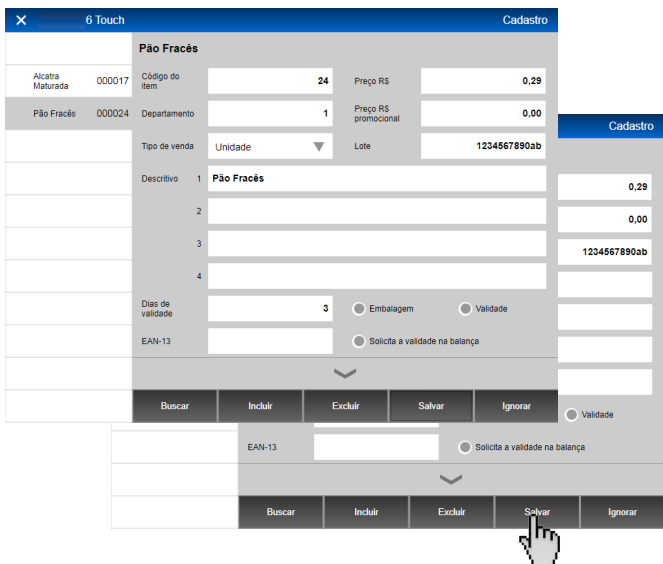 6 Touch Cadastro
Pão Fracês
Alcatra Maturada 000017
Código do item 24 Preço R$ 0,29
Pão Fracês 000024
Departamento 1 Preço R$ promocional 0,00
Tipo de venda Unidade Lote 1234567890ab
Descritivo 1 Pão Fracês
2
3
4
Dias de validade 3 Embalagem Validade
EAN-13 Solicita a validade na balança
Buscar Incluir Excluir Salvar Ignorar
Cadastro
0,29
0,00
1234567890ab
Validade
EAN-13 Solicita a validade na balança
Buscar Incluir Excluir Salvar Ignorar